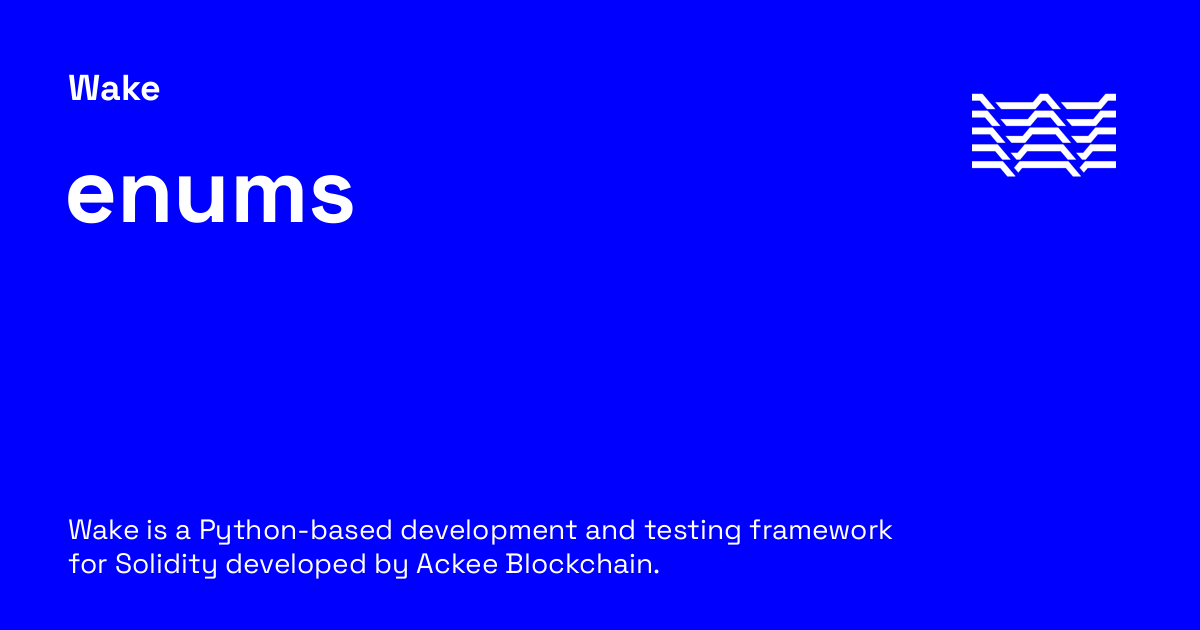 Wake
enums
Wake is a Python-based development and testing framework
for Solidity developed by Ackee Blockchain.